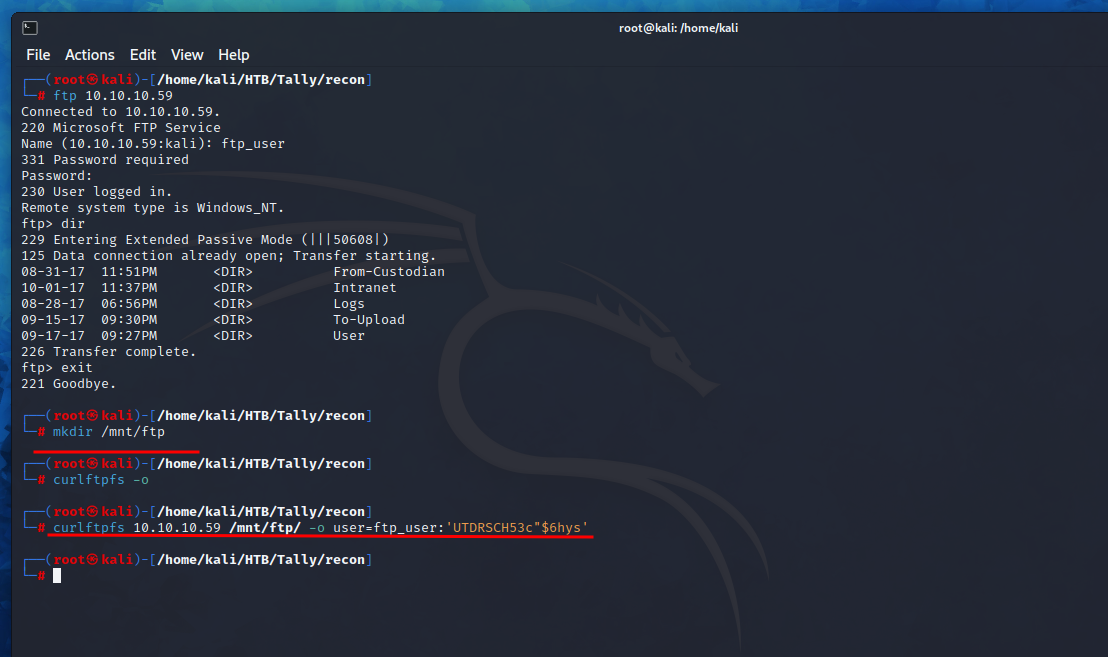 root@kali: /home/kali
File Actions Edit View Help
┌──(root㉿kali)-[/home/kali/HTB/Tally/recon]
└─# ftp 10.10.10.59
Connected to 10.10.10.59.
220 Microsoft FTP Service
Name (10.10.10.59:kali): ftp_user
331 Password required
Password:
230 User logged in.
Remote system type is Windows_NT.
ftp> dir
229 Entering Extended Passive Mode (|||50608|)
125 Data connection already open; Transfer starting.
08-31-17  11:51PM       <DIR>          From-Custodian
10-01-17  11:37PM       <DIR>          Intranet
08-28-17  06:56PM       <DIR>          Logs
09-15-17  09:30PM       <DIR>          To-Upload
09-17-17  09:27PM       <DIR>          User
226 Transfer complete.
ftp> exit
221 Goodbye.
┌──(root㉿kali)-[/home/kali/HTB/Tally/recon]
└─# mkdir /mnt/ftp
┌──(root㉿kali)-[/home/kali/HTB/Tally/recon]
└─# curlftpfs -o
┌──(root㉿kali)-[/home/kali/HTB/Tally/recon]
└─# curlftpfs 10.10.10.59 /mnt/ftp/ -o user=ftp_user:'UTDRSCH53c"$6hys'
┌──(root㉿kali)-[/home/kali/HTB/Tally/recon]
└─#